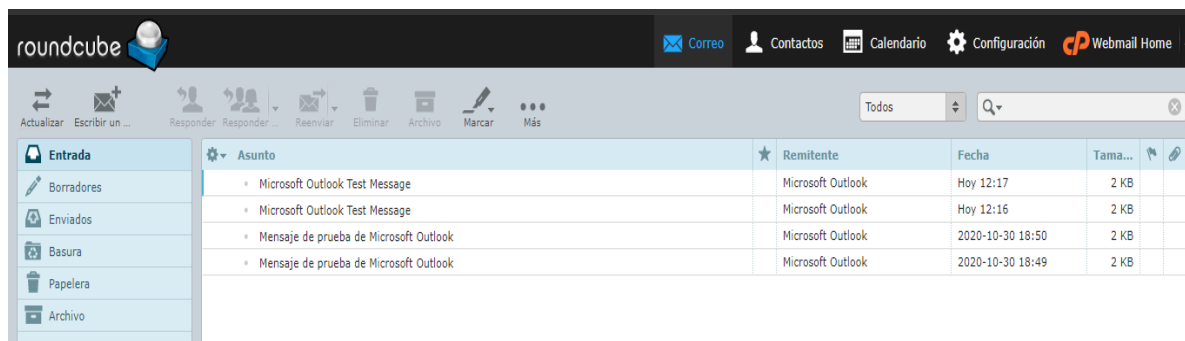 roundcube Correo Contactos Calendario Configuración cP Webmail Home
Actualizar Escribir un ... Responder Responder ... Reenviar Eliminar Archivo Marcar Más Todos
Entrada Asunto Remitente Fecha Tama...
Borradores Microsoft Outlook Test Message Microsoft Outlook Hoy 12:17 2 KB
Enviados Microsoft Outlook Test Message Microsoft Outlook Hoy 12:16 2 KB
Basura Mensaje de prueba de Microsoft Outlook Microsoft Outlook 2020-10-30 18:50 2 KB
Papelera Mensaje de prueba de Microsoft Outlook Microsoft Outlook 2020-10-30 18:49 2 KB
Archivo